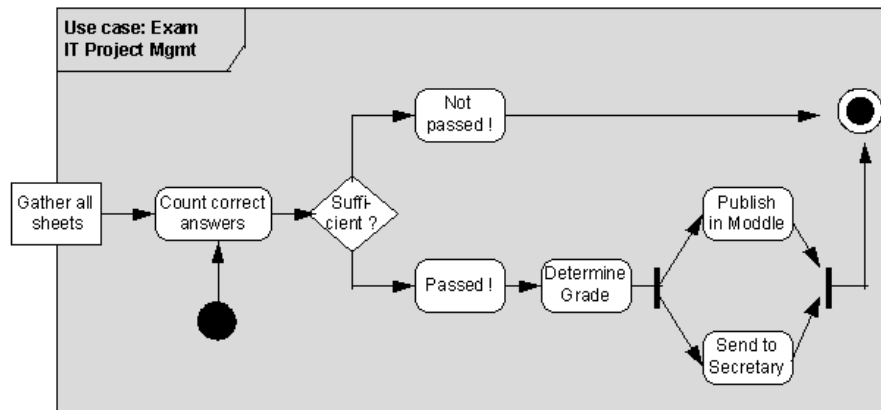 Use case: Exam
IT Project Mgmt
Not
passed !
Gather all
sheets
Count correct
answers
Suffi-
cient ?
Publish
in Moddle
Passed !
Determine
Grade
Send to
Secretary